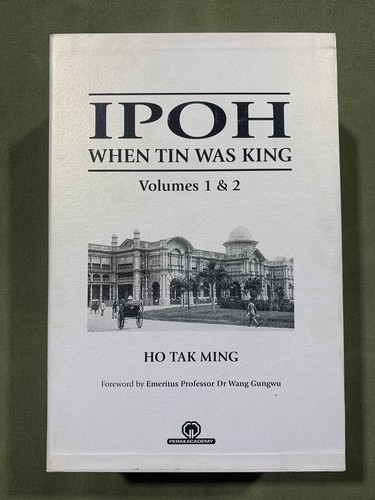 IPOH
WHEN TIN WAS KING
Volumes 1 & 2
HO TAK MING
Foreword by Emeritus Professor Dr Wang Gungwu
PERAKACADEMY